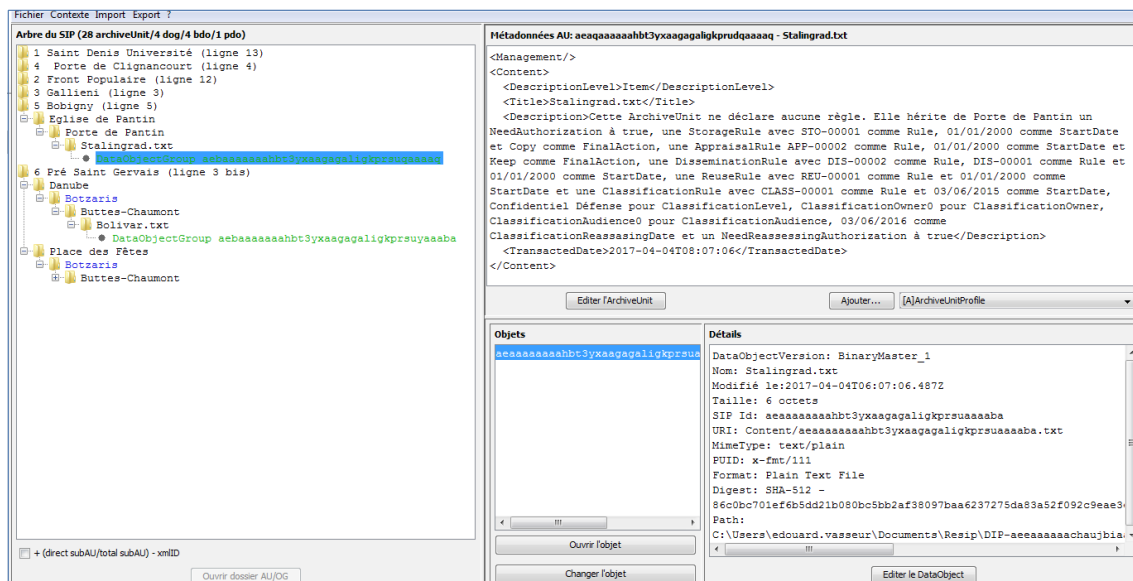 Fichier Contexte Import Export ?
Arbre du SIP (28 archiveUnit/4 dog/4 bdo/1 pdo)
1 Saint Denis Université (ligne 13)
4 Porte de Clignancourt (ligne 4)
2 Front Populaire (ligne 12)
3 Gallieni (ligne 3)
5 Bobigny (ligne 5)
Eglise de Pantin
Porte de Pantin
Stalingrad.txt
DataObjectGroup aebaaaaaaahbt3yxaagagaligkprsuqaaaaq
6 Pré Saint Gervais (ligne 3 bis)
Danube
Botzaris
Buttes-Chaumont
Bolivar.txt
DataObjectGroup aebaaaaaaahbt3yxaagagaligkprsuyaaaba
Place des Fêtes
Botzaris
Buttes-Chaumont
+ (direct subAU/total subAU) - xmlID
Ouvrir dossier AU/OG
Métadonnées AU: aeaqaaaaaahbt3yxaagagaligkprudqaaaaq - Stalingrad.txt
<Management/>
<Content>
<DescriptionLevel>Item</DescriptionLevel>
<Title>Stalingrad.txt</Title>
<Description>Cette ArchiveUnit ne déclare aucune règle. Elle hérite de Porte de Pantin un
NeedAuthorization à true, une StorageRule avec STO-00001 comme Rule, 01/01/2000 comme StartDate
et Copy comme FinalAction, une AppraisalRule APP-00002 comme Rule, 01/01/2000 comme StartDate et
Keep comme FinalAction, une DisseminationRule avec DIS-00002 comme Rule, DIS-00001 comme Rule et
01/01/2000 comme StartDate, une ReuseRule avec REU-00001 comme Rule et 01/01/2000 comme
StartDate et une ClassificationRule avec CLASS-00001 comme Rule et 03/06/2015 comme StartDate,
Confidentiel Défense pour ClassificationLevel, ClassificationOwner0 pour ClassificationOwner,
ClassificationAudience0 pour ClassificationAudience, 03/06/2016 comme
ClassificationReassasingDate et un NeedReassessingAuthorization à true</Description>
<TransactedDate>2017-04-04T08:07:06</TransactedDate>
</Content>
Editer l'ArchiveUnit
Ajouter...
[A]ArchiveUnitProfile
Objets
aeaaaaaaaahbt3yxaagagaligkprsua
Ouvrir l'objet
Changer l'objet
Détails
DataObjectVersion: BinaryMaster_1
Nom: Stalingrad.txt
Modifié le:2017-04-04T06:07:06.487Z
Taille: 6 octets
SIP Id: aeaaaaaaaahbt3yxaagagaligkprsuaaaaba
URI: Content/aeaaaaaaaahbt3yxaagagaligkprsuaaaaba.txt
MimeType: text/plain
PUID: x-fmt/111
Format: Plain Text File
Digest: SHA-512 -
86c0bc701ef6b5dd21b080bc5bb2af38097baa6237275da83a52f092c9eae3
Path:
C:\Users\edouard.vasseur\Documents\Resip\DIP-aeeaaaaaachaujbia
Editer le DataObject